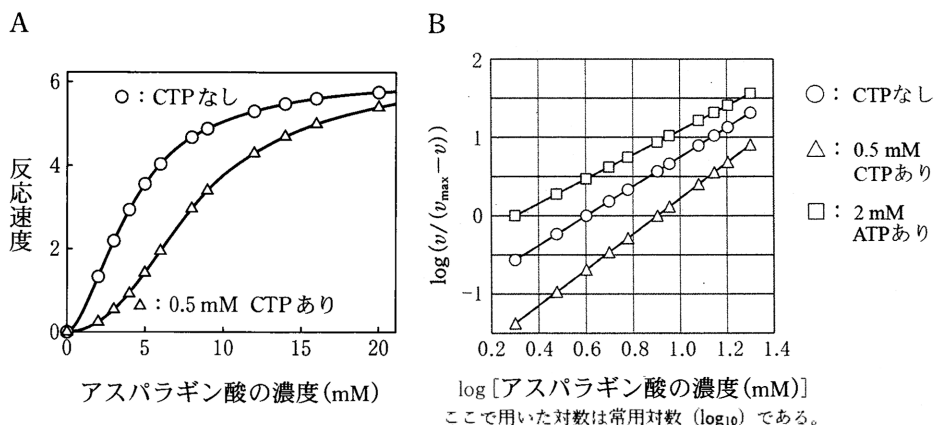 A
B
○：CTPなし
△：0.5 mM CTPあり
反応速度
6
4
2
0
0
5
10
15
20
アスパラギン酸の濃度(mM)
log(v/(vmax－v))
2
1
0
−1
0.2
0.4
0.6
0.8
1.0
1.2
1.4
log[アスパラギン酸の濃度(mM)]
ここで用いた対数は常用対数（log10）である。
○：CTPなし
△：0.5 mM
CTPあり
□：2 mM
ATPあり